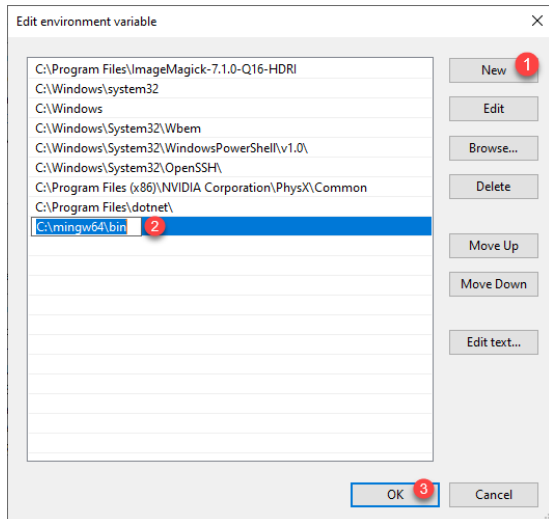 Edit environment variable
C:\Program Files\ImageMagick-7.1.0-Q16-HDRI
C:\Windows\system32
C:\Windows
C:\Windows\System32\Wbem
C:\Windows\System32\WindowsPowerShell\v1.0\
C:\Windows\System32\OpenSSH\
C:\Program Files (x86)\NVIDIA Corporation\PhysX\Common
C:\Program Files\dotnet\
C:\mingw64\bin 2
New 1
Edit
Browse...
Delete
Move Up
Move Down
Edit text...
OK 3
Cancel